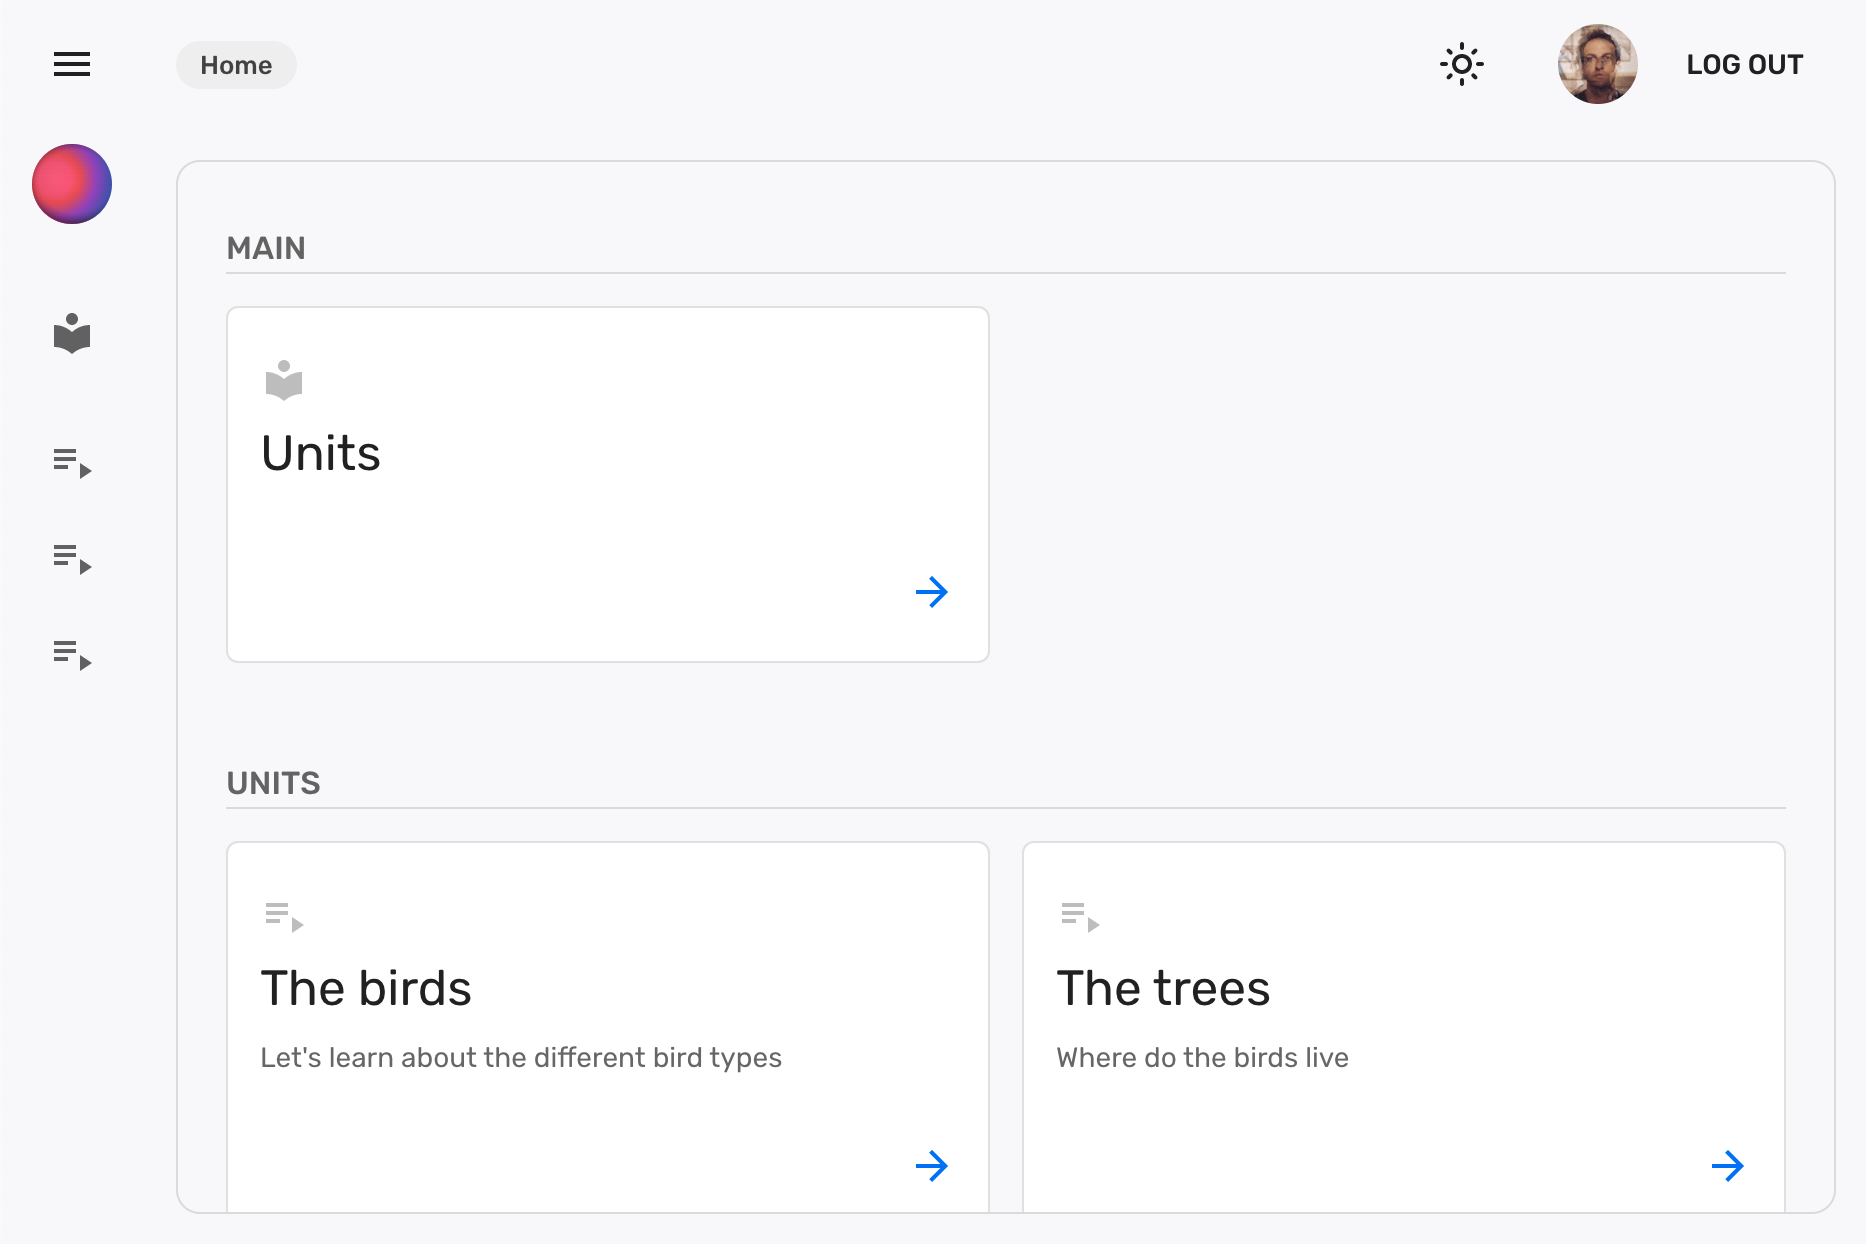 Home
LOG OUT
MAIN
Units
UNITS
The birds
Let's learn about the different bird types
The trees
Where do the birds live